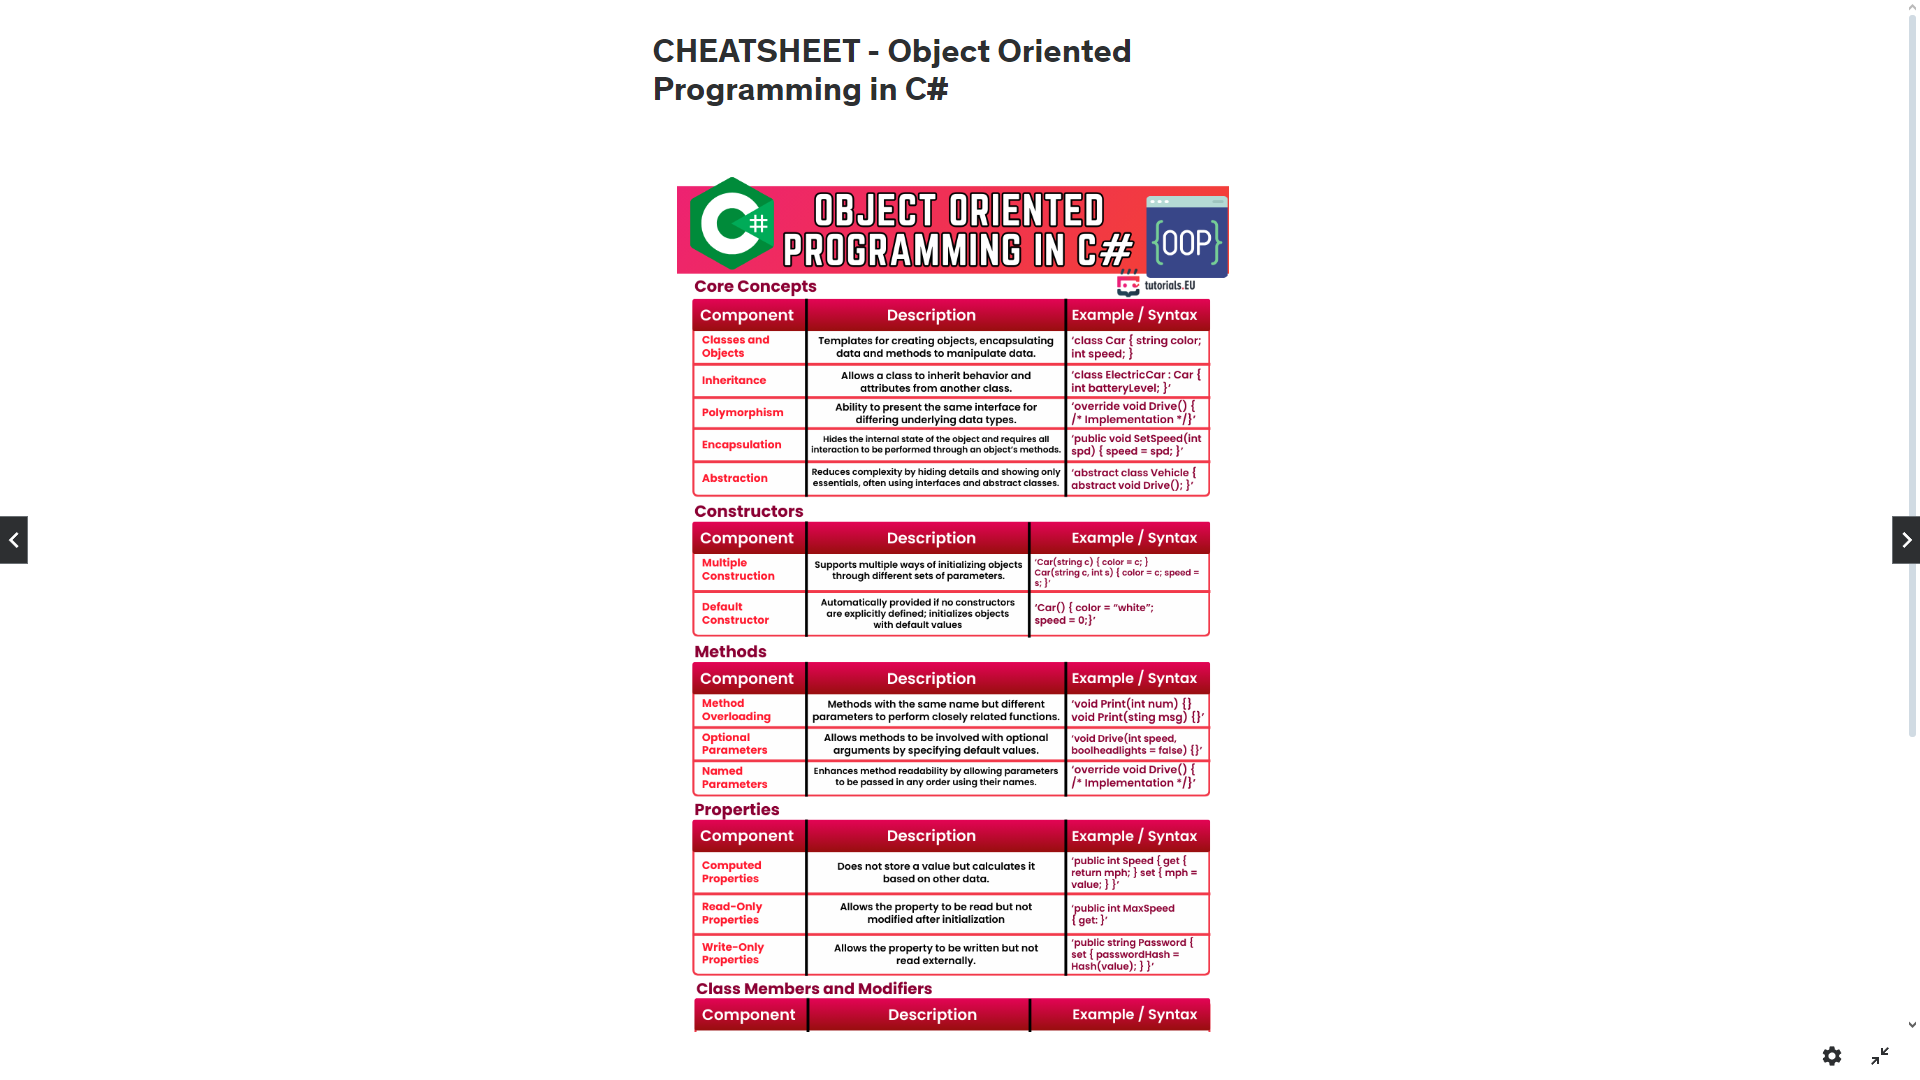 CHEATSHEET - Object Oriented
Programming in C#
C#
OBJECT ORIENTED
PROGRAMMING IN C#
{OOP}
tutorials.EU
Core Concepts
Component Description Example / Syntax
Classes and
Objects
Templates for creating objects, encapsulating
data and methods to manipulate data.
‘class Car { string color;
int speed; }
Inheritance
Allows a class to inherit behavior and
attributes from another class.
‘class ElectricCar : Car {
int batteryLevel; }’
Polymorphism
Ability to present the same interface for
differing underlying data types.
‘override void Drive() {
/* Implementation */}’
Encapsulation
Hides the internal state of the object and requires all
interaction to be performed through an object’s methods.
‘public void SetSpeed(int
spd) { speed = spd; }’
Abstraction
Reduces complexity by hiding details and showing only
essentials, often using interfaces and abstract classes.
‘abstract class Vehicle {
abstract void Drive(); }’
Constructors
Component Description Example / Syntax
Multiple
Construction
Supports multiple ways of initializing objects
through different sets of parameters.
‘Car(string c) { color = c; }
Car(string c, int s) { color = c; speed =
s; }’
Default
Constructor
Automatically provided if no constructors
are explicitly defined; initializes objects
with default values
‘Car() { color = “white”;
speed = 0;}’
Methods
Component Description Example / Syntax
Method
Overloading
Methods with the same name but different
parameters to perform closely related functions.
‘void Print(int num) {}
void Print(sting msg) {}’
Optional
Parameters
Allows methods to be involved with optional
arguments by specifying default values.
‘void Drive(int speed,
boolheadlights = false) {}’
Named
Parameters
Enhances method readability by allowing parameters
to be passed in any order using their names.
‘override void Drive() {
/* Implementation */}’
Properties
Component Description Example / Syntax
Computed
Properties
Does not store a value but calculates it
based on other data.
‘public int Speed { get {
return mph; } set { mph =
value; } }’
Read-Only
Properties
Allows the property to be read but not
modified after initialization
‘public int MaxSpeed
{ get: }’
Write-Only
Properties
Allows the property to be written but not
read externally.
‘public string Password {
set { passwordHash =
Hash(value); } }’
Class Members and Modifiers
Component Description Example / Syntax